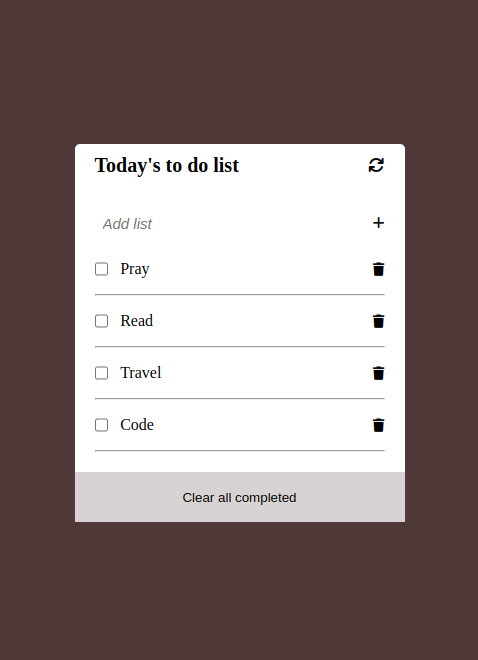 Today's to do list
Add list
Pray
Read
Travel
Code
Clear all completed